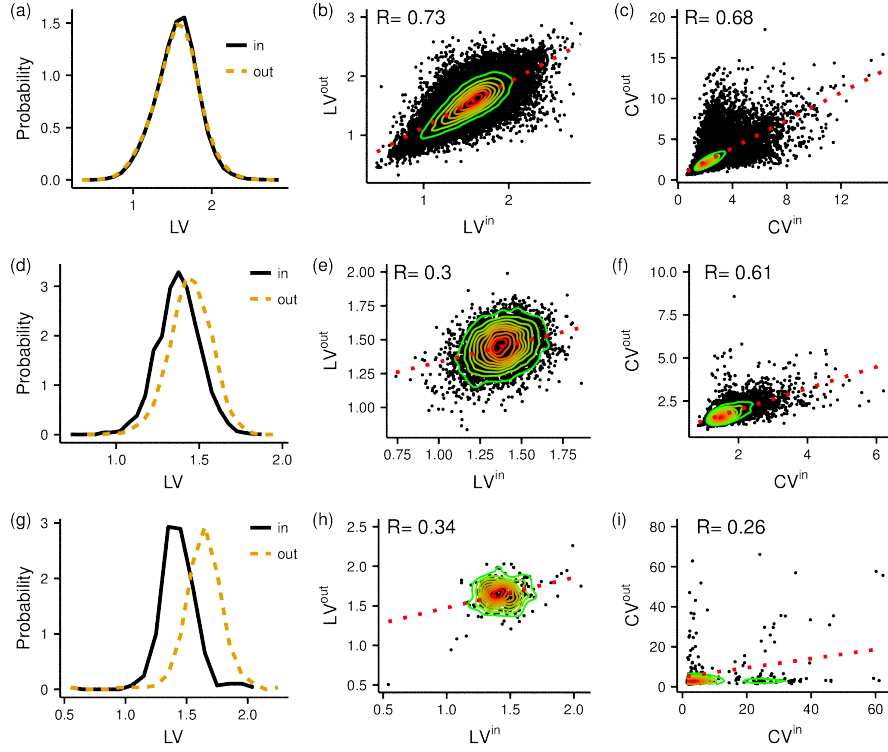 (a)
1.5
1.0
0.5
0.0
Probability
in
out
1 2
LV
(b)
R= 0.73
3
2
1
LV^out
1 2
LV^in
(c)
R= 0.68
20
15
10
5
0
CV^out
0 4 8 12
CV^in
(d)
3
2
1
0
Probability
in
out
1.0 1.5 2.0
LV
(e)
R= 0.3
2.00
1.75
1.50
1.25
1.00
LV^out
0.75 1.00 1.25 1.50 1.75
LV^in
(f)
R= 0.61
10.0
7.5
5.0
2.5
CV^out
2 4 6
CV^in
(g)
3
2
1
0
Probability
in
out
0.5 1.0 1.5 2.0
LV
(h)
R= 0.34
2.5
2.0
1.5
1.0
0.5
LV^out
0.5 1.0 1.5 2.0
LV^in
(i)
R= 0.26
80
60
40
20
0
CV^out
0 20 40 60
CV^in